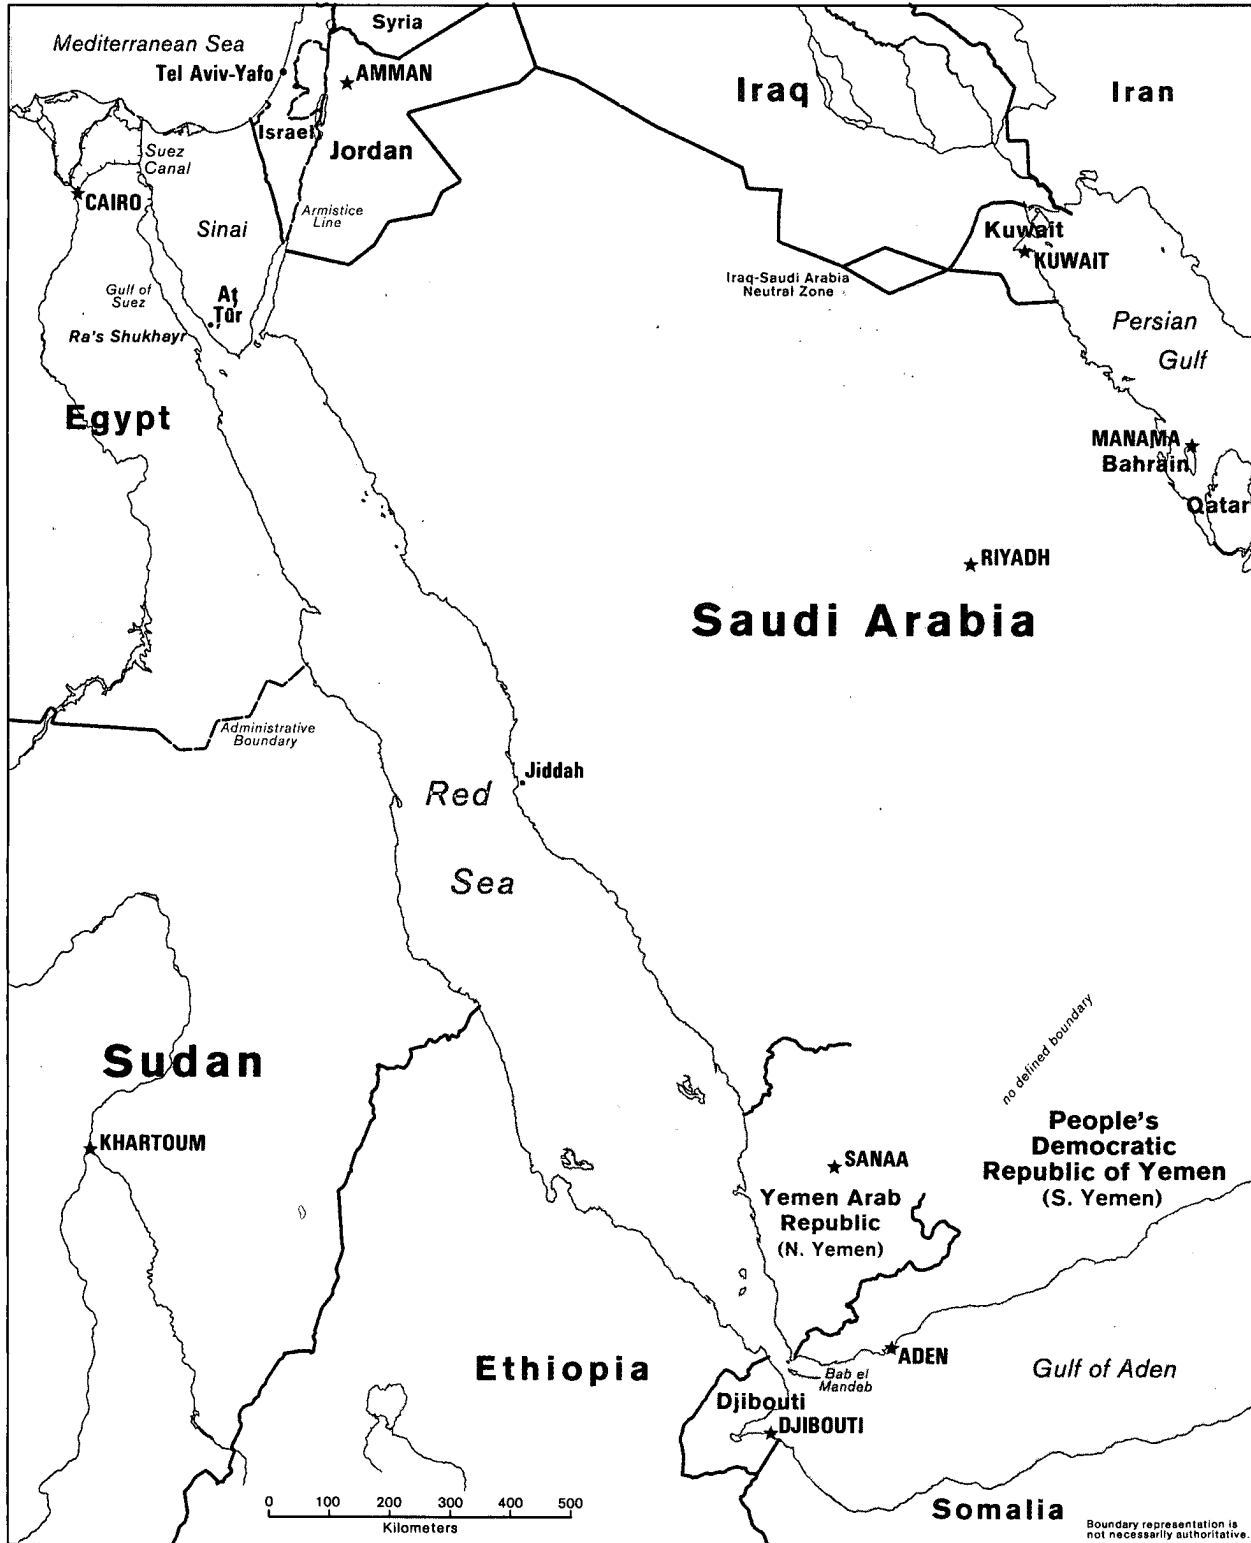 Syria
Mediterranean Sea
Tel Aviv-Yafo
AMMAN
Iraq
Iran
Israel
Jordan
Suez
Canal
CAIRO
Armistice
Line
Sinai
Kuwait
KUWAIT
Iraq-Saudi Arabia
Neutral Zone
Gulf of
Suez
Aţ
Ţūr
Ra's Shukhayr
Persian
Gulf
Egypt
MANAMA
Bahrain
Qatar
RIYADH
Saudi Arabia
Administrative
Boundary
Jiddah
Red
Sea
no defined boundary
Sudan
People's
Democratic
Republic of Yemen
(S. Yemen)
KHARTOUM
SANAA
Yemen Arab
Republic
(N. Yemen)
Ethiopia
ADEN
Gulf of Aden
Bab el
Mandeb
Djibouti
DJIBOUTI
0 100 200 300 400 500
Kilometers
Somalia
Boundary representation is
not necessarily authoritative.